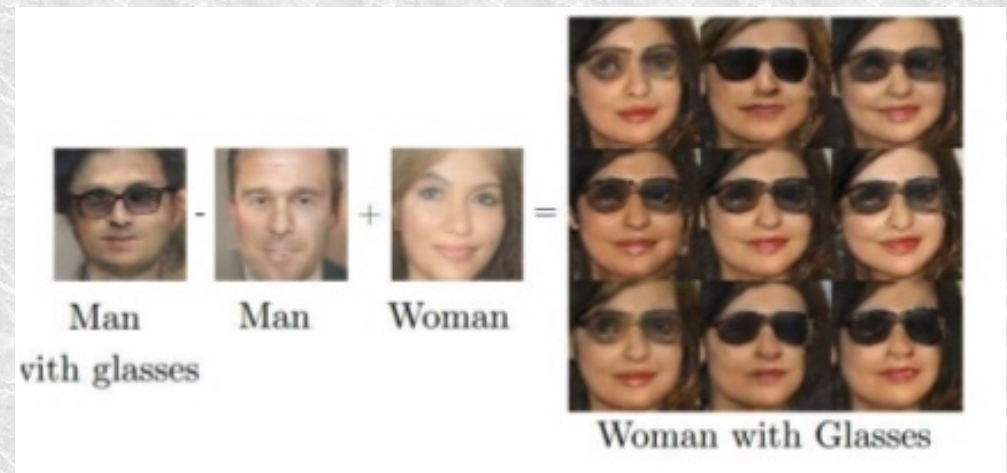 - + =
Man Man Woman
vith glasses
Woman with Glasses